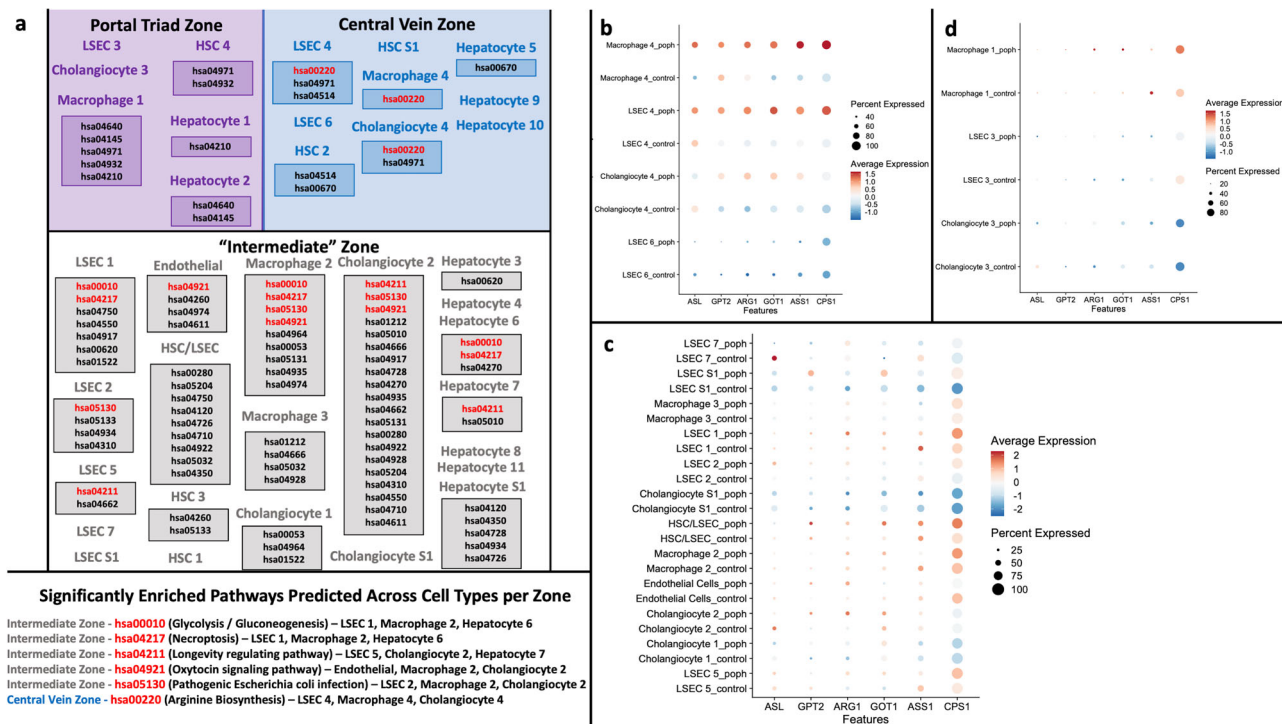 a
Portal Triad Zone
LSEC 3
HSC 4
Cholangiocyte 3
hsa04971
hsa04932
Macrophage 1
hsa04640
hsa04145
hsa04971
hsa04932
hsa04210
Hepatocyte 1
hsa04210
Hepatocyte 2
hsa04640
hsa04145
Central Vein Zone
LSEC 4
hsa00220
hsa04971
hsa04514
LSEC 6
HSC 2
hsa04514
hsa00670
HSC S1
Macrophage 4
hsa00220
Cholangiocyte 4
hsa00220
hsa04971
Hepatocyte 5
hsa00670
Hepatocyte 9
Hepatocyte 10
“Intermediate” Zone
LSEC 1
hsa00010
hsa04217
hsa04750
hsa04550
hsa04917
hsa00620
hsa01522
LSEC 2
hsa05130
hsa05133
hsa04934
hsa04310
LSEC 5
hsa04211
hsa04662
LSEC 7
LSEC S1
Endothelial
hsa04921
hsa04260
hsa04974
hsa04611
HSC/LSEC
hsa00280
hsa05204
hsa04750
hsa04120
hsa04726
hsa04710
hsa04922
hsa05032
hsa04350
HSC 3
hsa04260
hsa05133
HSC 1
Macrophage 2
hsa00010
hsa04217
hsa05130
hsa04921
hsa04964
hsa00053
hsa05131
hsa04935
hsa04974
Macrophage 3
hsa01212
hsa04666
hsa05032
hsa04928
Cholangiocyte 1
hsa00053
hsa04964
hsa01522
Cholangiocyte 2
hsa04211
hsa05130
hsa04921
hsa01212
hsa05010
hsa04666
hsa04917
hsa04728
hsa04270
hsa04935
hsa04662
hsa05131
hsa00280
hsa04922
hsa04928
hsa05204
hsa04310
hsa04550
hsa04710
hsa04611
Cholangiocyte S1
Hepatocyte 3
hsa00620
Hepatocyte 4
Hepatocyte 6
hsa00010
hsa04217
hsa04270
Hepatocyte 7
hsa04211
hsa05010
Hepatocyte 8
Hepatocyte 11
Hepatocyte S1
hsa04120
hsa04350
hsa04728
hsa04934
hsa04726
Significantly Enriched Pathways Predicted Across Cell Types per Zone
Intermediate Zone - hsa00010 (Glycolysis / Gluconeogenesis) – LSEC 1, Macrophage 2, Hepatocyte 6
Intermediate Zone - hsa04217 (Necroptosis) – LSEC 1, Macrophage 2, Hepatocyte 6
Intermediate Zone - hsa04211 (Longevity regulating pathway) – LSEC 5, Cholangiocyte 2, Hepatocyte 7
Intermediate Zone - hsa04921 (Oxytocin signaling pathway) – Endothelial, Macrophage 2, Cholangiocyte 2
Intermediate Zone - hsa05130 (Pathogenic Escherichia coli infection) – LSEC 2, Macrophage 2, Cholangiocyte 2
Central Vein Zone - hsa00220 (Arginine Biosynthesis) – LSEC 4, Macrophage 4, Cholangiocyte 4
b
Macrophage 4_poph
Macrophage 4_control
LSEC 4_poph
LSEC 4_control
Cholangiocyte 4_poph
Cholangiocyte 4_control
LSEC 6_poph
LSEC 6_control
ASL GPT2 ARG1 GOT1 ASS1 CPS1
Features
Percent Expressed
40
60
80
100
Average Expression
1.5
1.0
0.5
0.0
-0.5
-1.0
d
Macrophage 1_poph
Macrophage 1_control
LSEC 3_poph
LSEC 3_control
Cholangiocyte 3_poph
Cholangiocyte 3_control
ASL GPT2 ARG1 GOT1 ASS1 CPS1
Features
Average Expression
1.5
1.0
0.5
0.0
-0.5
-1.0
Percent Expressed
20
40
60
80
c
LSEC 7_poph
LSEC 7_control
LSEC S1_poph
LSEC S1_control
Macrophage 3_poph
Macrophage 3_control
LSEC 1_poph
LSEC 1_control
LSEC 2_poph
LSEC 2_control
Cholangiocyte S1_poph
Cholangiocyte S1_control
HSC/LSEC_poph
HSC/LSEC_control
Macrophage 2_poph
Macrophage 2_control
Endothelial Cells_poph
Endothelial Cells_control
Cholangiocyte 2_poph
Cholangiocyte 2_control
Cholangiocyte 1_poph
Cholangiocyte 1_control
LSEC 5_poph
LSEC 5_control
ASL GPT2 ARG1 GOT1 ASS1 CPS1
Features
Average Expression
2
1
0
-1
-2
Percent Expressed
25
50
75
100